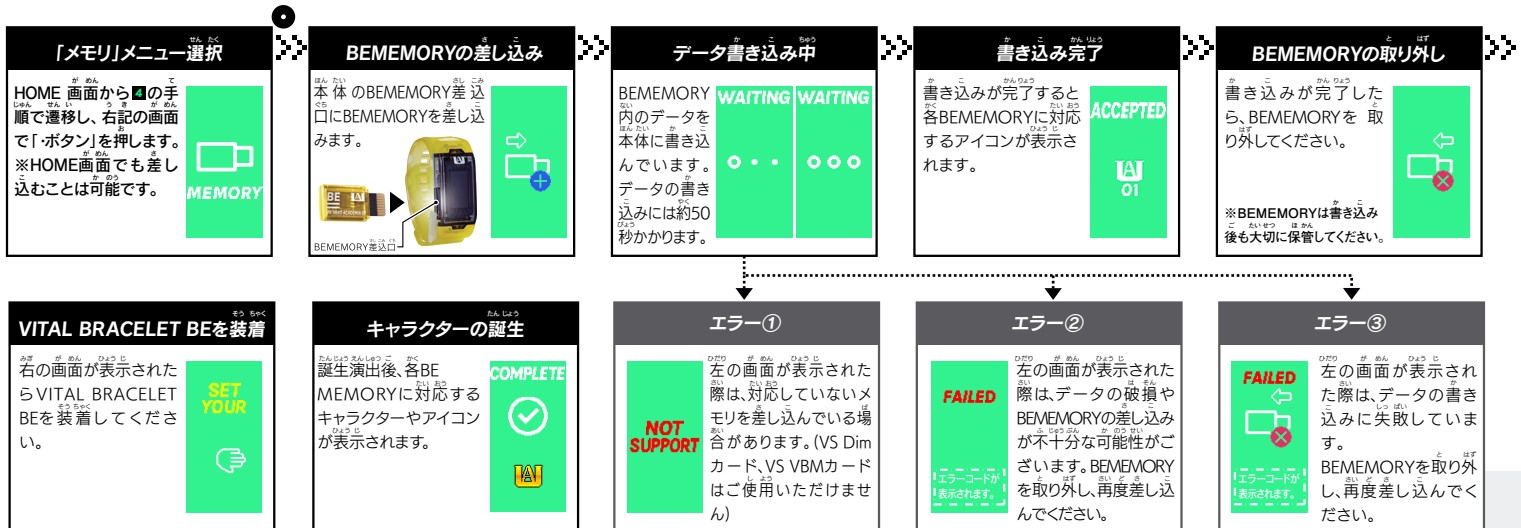 「メモリ」メニュー選択
HOME 画面から4の手
順で遷移し、右記の画面
で「・ボタン」を押します。
※HOME画面でも差し
込むことは可能です。
MEMORY
BEMEMORYの差し込み
本体のBEMEMORY差込
口にBEMEMORYを差し込
みます。
BE
BEMEMORY差込口
データ書き込み中
BEMEMORY
内のデータを
本体に書き込
んでいます。
データの書き
込みには約50
秒かかります。
WAITING WAITING
書き込み完了
書き込みが完了すると
各BEMEMORYに対応
するアイコンが表示さ
れます。
ACCEPTED
01
BEMEMORYの取り外し
書き込みが完了した
ら、BEMEMORYを 取
り外してください。
※BEMEMORYは書き込み
後も大切に保管してください。
VITAL BRACELET BEを装着
右の画面が表示された
らVITAL BRACELET
BEを装着してくださ
い。
SET
YOUR
キャラクターの誕生
誕生演出後、各BE
MEMORYに対応する
キャラクターやアイコン
が表示されます。
COMPLETE
エラー①
左の画面が表示された
際は、対応していないメ
モリを差し込んでいる場
合があります。(VS Dim
カード、VS VBMカード
はご使用いただけませ
ん)
NOT
SUPPORT
エラー②
左の画面が表示された
際は、データの破損や
BEMEMORYの差し込み
が不十分な可能性がご
ざいます。BEMEMORY
を取り外し、再度差し込
んでください。
FAILED
エラーコードが
表示されます。
エラー③
左の画面が表示され
た際は、データの書き
込みに失敗していま
す。
BEMEMORYを取り外
し、再度差し込んでく
ださい。
FAILED
エラーコードが
表示されます。